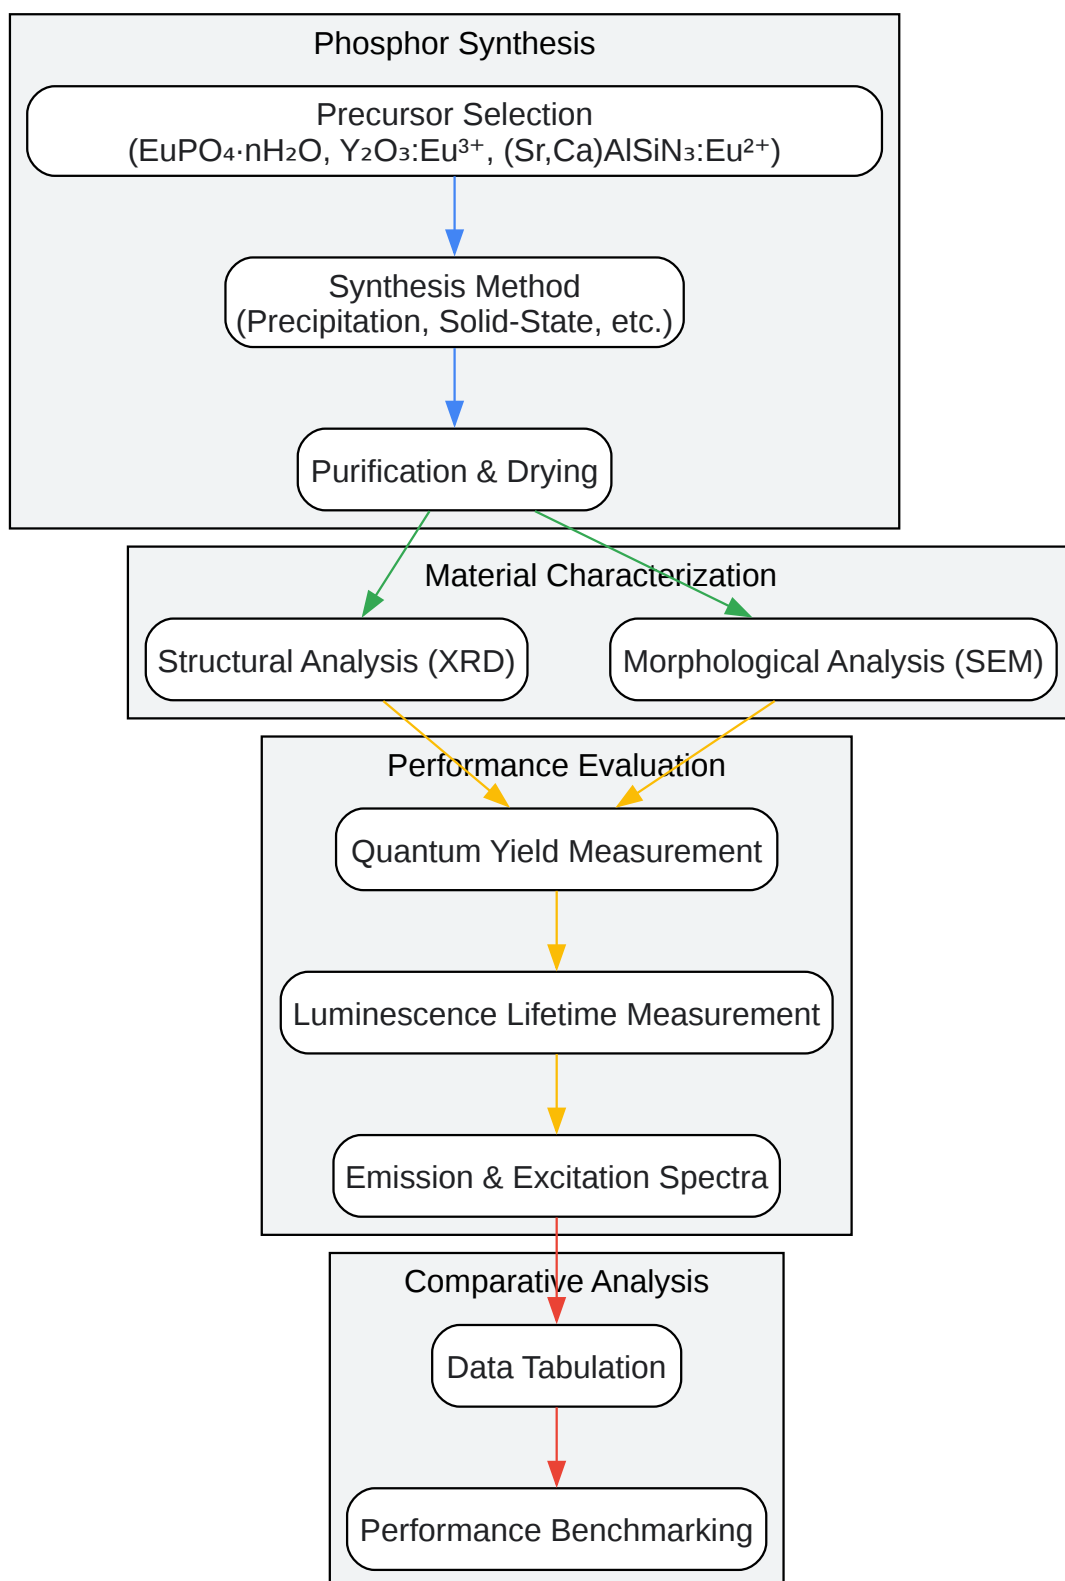 Phosphor Synthesis
Precursor Selection
(EuPO₄·nH₂O, Y₂O₃:Eu³⁺, (Sr,Ca)AlSiN₃:Eu²⁺)
Synthesis Method
(Precipitation, Solid-State, etc.)
Purification & Drying
Material Characterization
Structural Analysis (XRD)
Morphological Analysis (SEM)
Performance Evaluation
Quantum Yield Measurement
Luminescence Lifetime Measurement
Emission & Excitation Spectra
Comparative Analysis
Data Tabulation
Performance Benchmarking